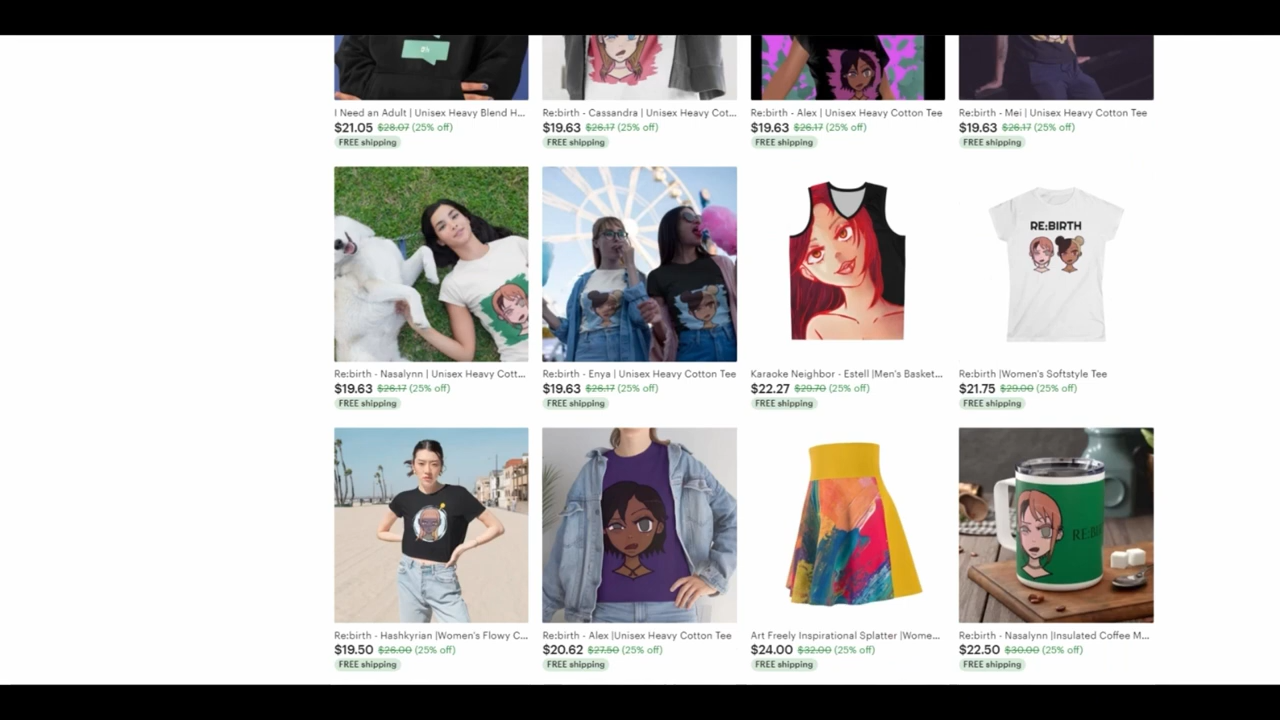 I Need an Adult | Unisex Heavy Blend H...
$21.05 $28.07 (25% off)
FREE shipping
Re:birth - Cassandra | Unisex Heavy Cot...
$19.63 $26.17 (25% off)
FREE shipping
Re:birth - Alex | Unisex Heavy Cotton Tee
$19.63 $26.17 (25% off)
FREE shipping
Re:birth - Mei | Unisex Heavy Cotton Tee
$19.63 $26.17 (25% off)
FREE shipping
RE:BIRTH
Re:birth - Nasalynn | Unisex Heavy Cott...
$19.63 $26.17 (25% off)
FREE shipping
Re:birth - Enya | Unisex Heavy Cotton Tee
$19.63 $26.17 (25% off)
FREE shipping
Karaoke Neighbor - Estell |Men's Basket...
$22.27 $29.70 (25% off)
FREE shipping
Re:birth |Women's Softstyle Tee
$21.75 $29.00 (25% off)
FREE shipping
Re:birth - Hashkyrian |Women's Flowy C...
$19.50 $26.00 (25% off)
FREE shipping
Re:birth - Alex |Unisex Heavy Cotton Tee
$20.62 $27.50 (25% off)
FREE shipping
Art Freely Inspirational Splatter |Wome...
$24.00 $32.00 (25% off)
FREE shipping
Re:birth - Nasalynn |Insulated Coffee M...
$22.50 $30.00 (25% off)
FREE shipping